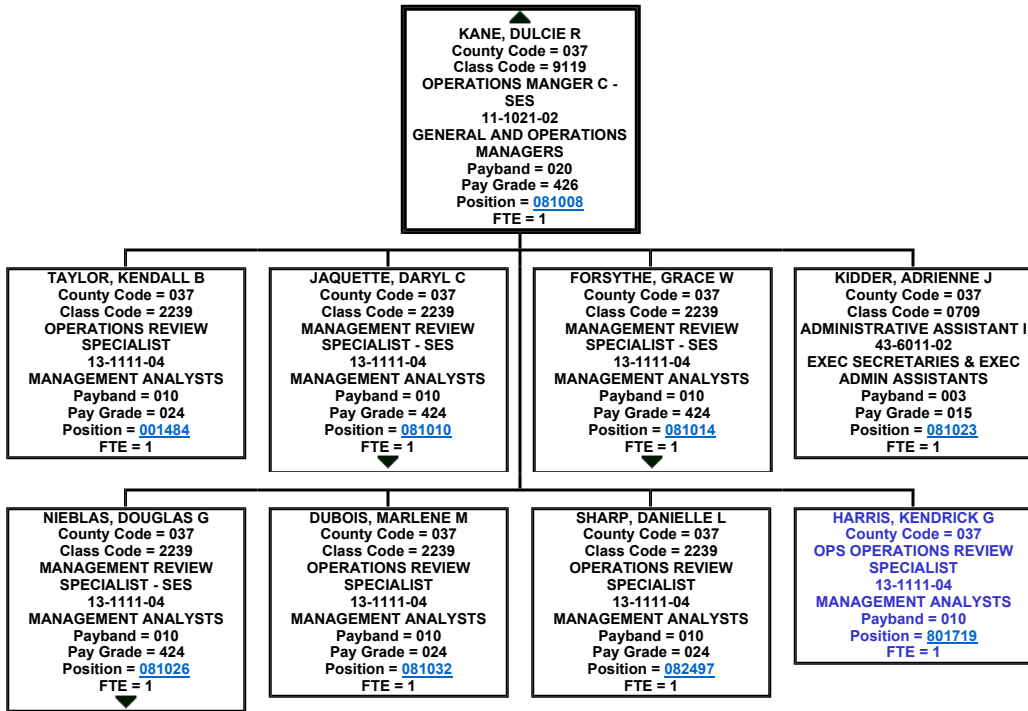 KANE, DULCIE R
County Code = 037
Class Code = 9119
OPERATIONS MANGER C -
SES
11-1021-02
GENERAL AND OPERATIONS
MANAGERS
Payband = 020
Pay Grade = 426
Position = 081008
FTE = 1
TAYLOR, KENDALL B
County Code = 037
Class Code = 2239
OPERATIONS REVIEW
SPECIALIST
13-1111-04
MANAGEMENT ANALYSTS
Payband = 010
Pay Grade = 024
Position = 001484
FTE = 1
JAQUETTE, DARYL C
County Code = 037
Class Code = 2239
MANAGEMENT REVIEW
SPECIALIST - SES
13-1111-04
MANAGEMENT ANALYSTS
Payband = 010
Pay Grade = 424
Position = 081010
FTE = 1
FORSYTHE, GRACE W
County Code = 037
Class Code = 2239
MANAGEMENT REVIEW
SPECIALIST - SES
13-1111-04
MANAGEMENT ANALYSTS
Payband = 010
Pay Grade = 424
Position = 081014
FTE = 1
KIDDER, ADRIENNE J
County Code = 037
Class Code = 0709
ADMINISTRATIVE ASSISTANT I
43-6011-02
EXEC SECRETARIES & EXEC
ADMIN ASSISTANTS
Payband = 003
Pay Grade = 015
Position = 081023
FTE = 1
NIEBLAS, DOUGLAS G
County Code = 037
Class Code = 2239
MANAGEMENT REVIEW
SPECIALIST - SES
13-1111-04
MANAGEMENT ANALYSTS
Payband = 010
Pay Grade = 424
Position = 081026
FTE = 1
DUBOIS, MARLENE M
County Code = 037
Class Code = 2239
OPERATIONS REVIEW
SPECIALIST
13-1111-04
MANAGEMENT ANALYSTS
Payband = 010
Pay Grade = 024
Position = 081032
FTE = 1
SHARP, DANIELLE L
County Code = 037
Class Code = 2239
OPERATIONS REVIEW
SPECIALIST
13-1111-04
MANAGEMENT ANALYSTS
Payband = 010
Pay Grade = 024
Position = 082497
FTE = 1
HARRIS, KENDRICK G
County Code = 037
OPS OPERATIONS REVIEW
SPECIALIST
13-1111-04
MANAGEMENT ANALYSTS
Payband = 010
Position = 801719
FTE = 1